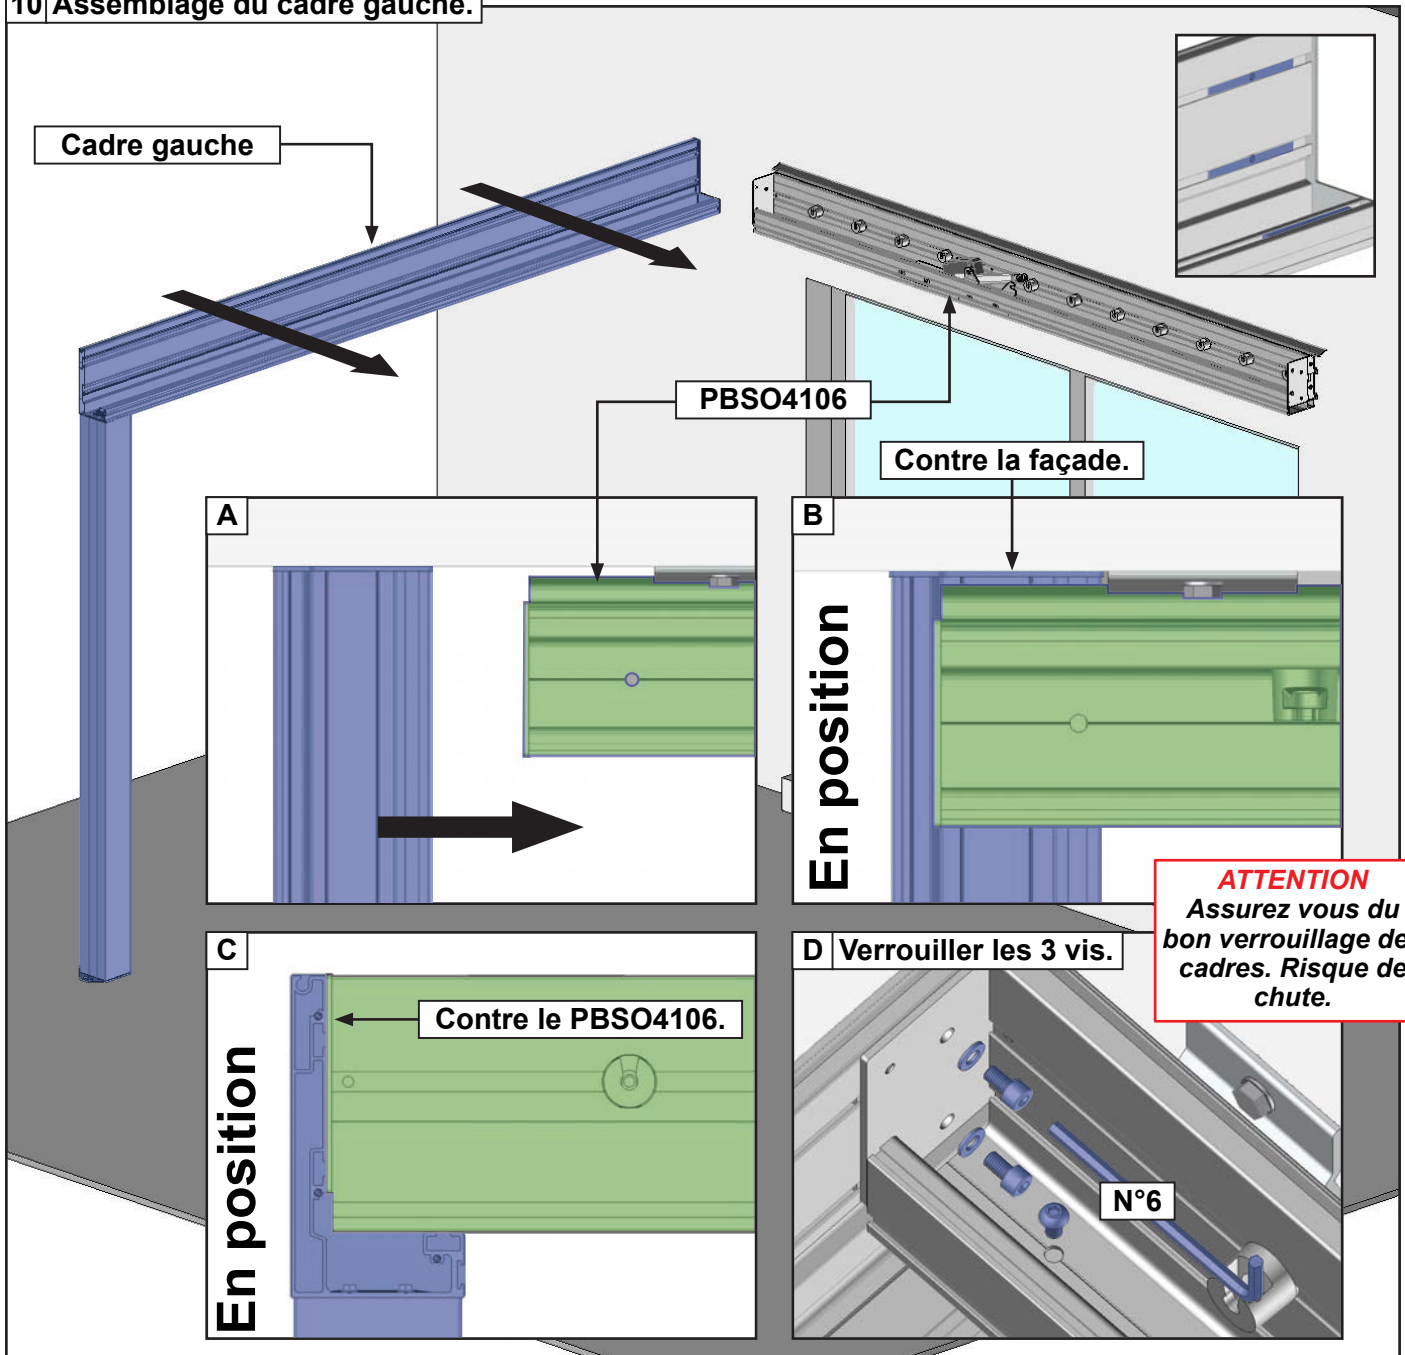 10 Assemblage du cadre gauche.
Cadre gauche
PBSO4106
Contre la façade.
A
B
En position
ATTENTION
Assurez vous du
bon verrouillage de
cadres. Risque de
chute.
C
Contre le PBSO4106.
En position
D Verrouiller les 3 vis.
N°6